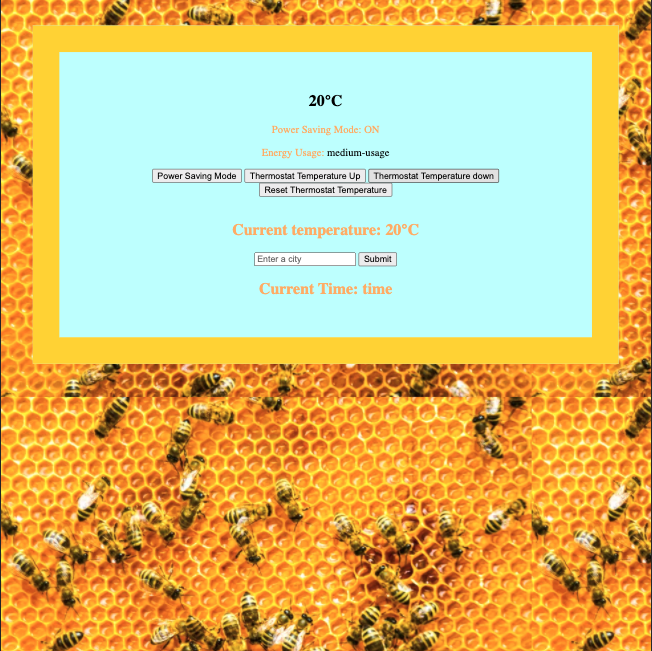 20°C
Power Saving Mode: ON
Energy Usage: medium-usage
Power Saving Mode Thermostat Temperature Up Thermostat Temperature down
Reset Thermostat Temperature
Current temperature: 20°C
Enter a city Submit
Current Time: time